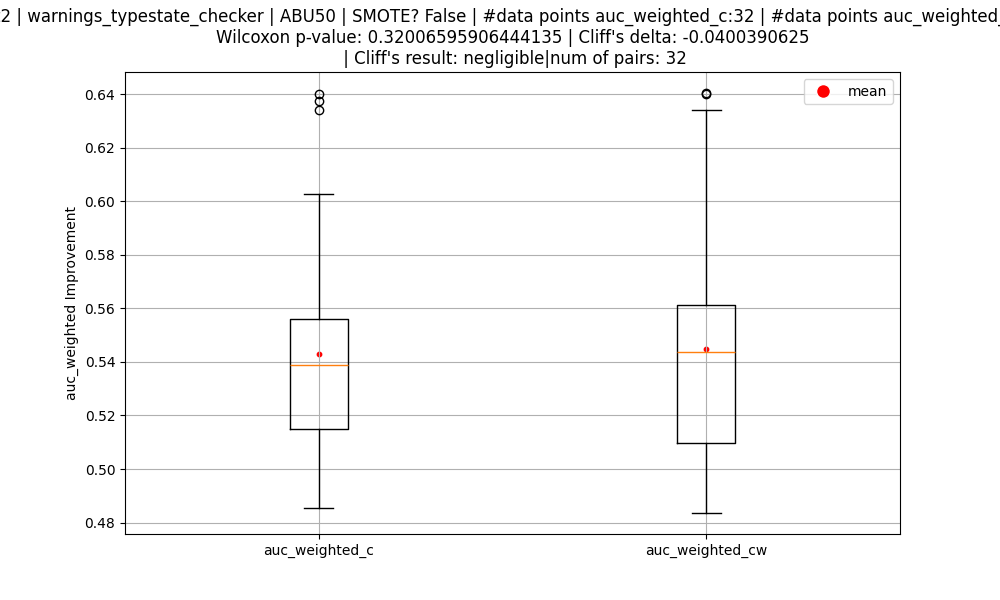 2 | warnings_typestate_checker | ABU50 | SMOTE? False | #data points auc_weighted_c:32 | #data points auc_weighted_
Wilcoxon p-value: 0.32006595906444135 | Cliff's delta: -0.0400390625
| Cliff's result: negligible|num of pairs: 32
mean
0.64
0.62
0.60
0.58
0.56
0.54
0.52
0.50
0.48
auc_weighted Improvement
auc_weighted_c
auc_weighted_cw